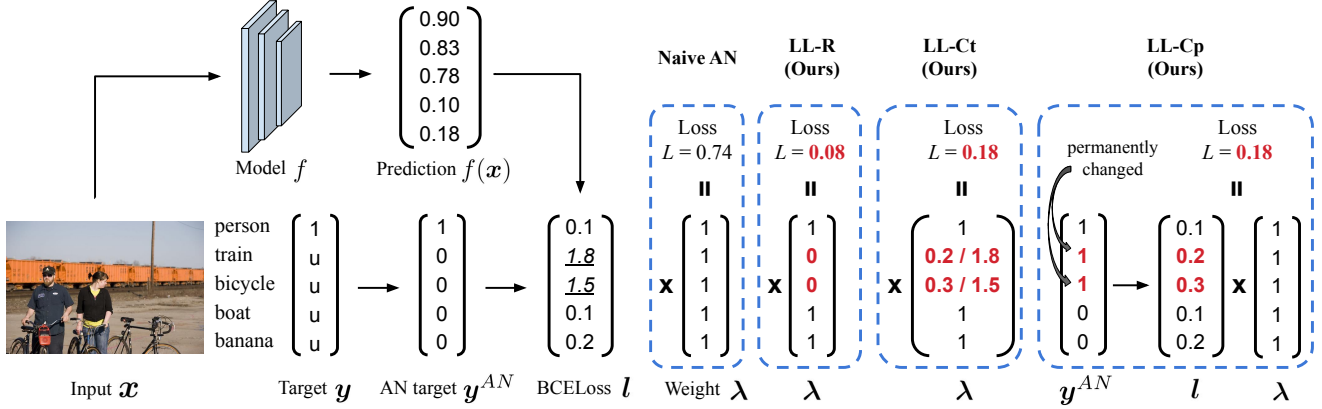 0.90
0.83
0.78
0.10
0.18
Model f
Prediction f(x)
Naive AN
LL-R
(Ours)
LL-Ct
(Ours)
LL-Cp
(Ours)
Loss
L = 0.74
Loss
L = 0.08
Loss
L = 0.18
permanently
changed
Loss
L = 0.18
=
=
=
=
person 1 1 0.1 1 1 1 1 0.1 1
train u 0 1.8 1 0 0.2 / 1.8 1 0.2 1
bicycle u 0 1.5 x 1 x 0 x 0.3 / 1.5 1 0.3 x 1
boat u 0 0.1 1 1 1 0 0.1 1
banana u 0 0.2 1 1 1 0 0.2 1
Input x
Target y
AN target y^AN
BCELoss l
Weight λ
λ
λ
y^AN
l
λ